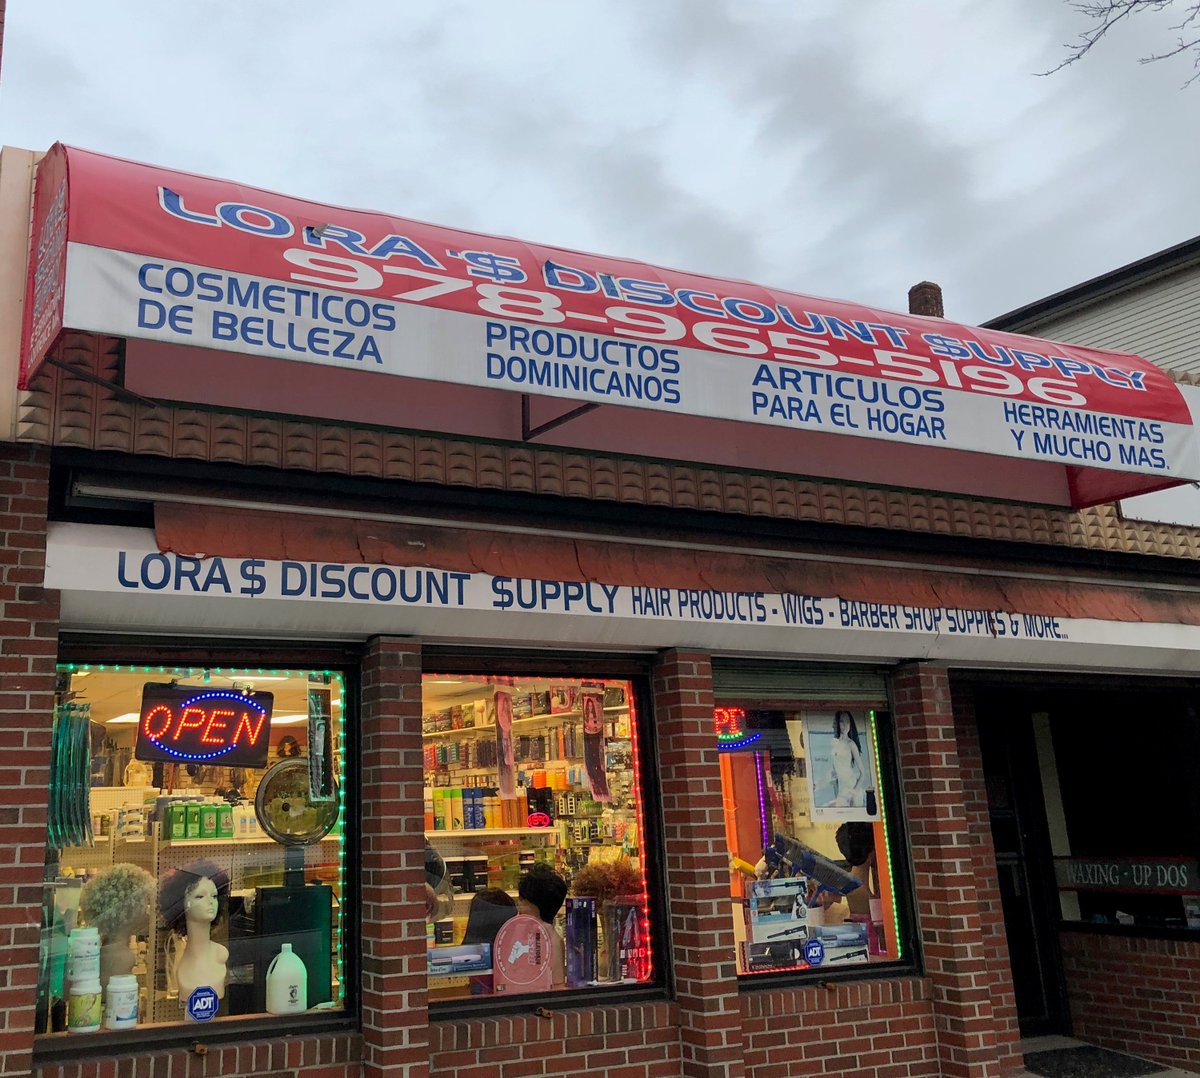 LORA'$ DISCOUNT $UPPLY
978-965-5196
COSMETICOS
DE BELLEZA
PRODUCTOS
DOMINICANOS
ARTICULOS
PARA EL HOGAR
HERRAMIENTAS
Y MUCHO MAS.
LORA$ DISCOUNT $UPPLY HAIR PRODUCTS - WIGS - BARBER SHOP SUPPIES & MORE...
OPEN
WAXING - UP DOS
ADT
ADT